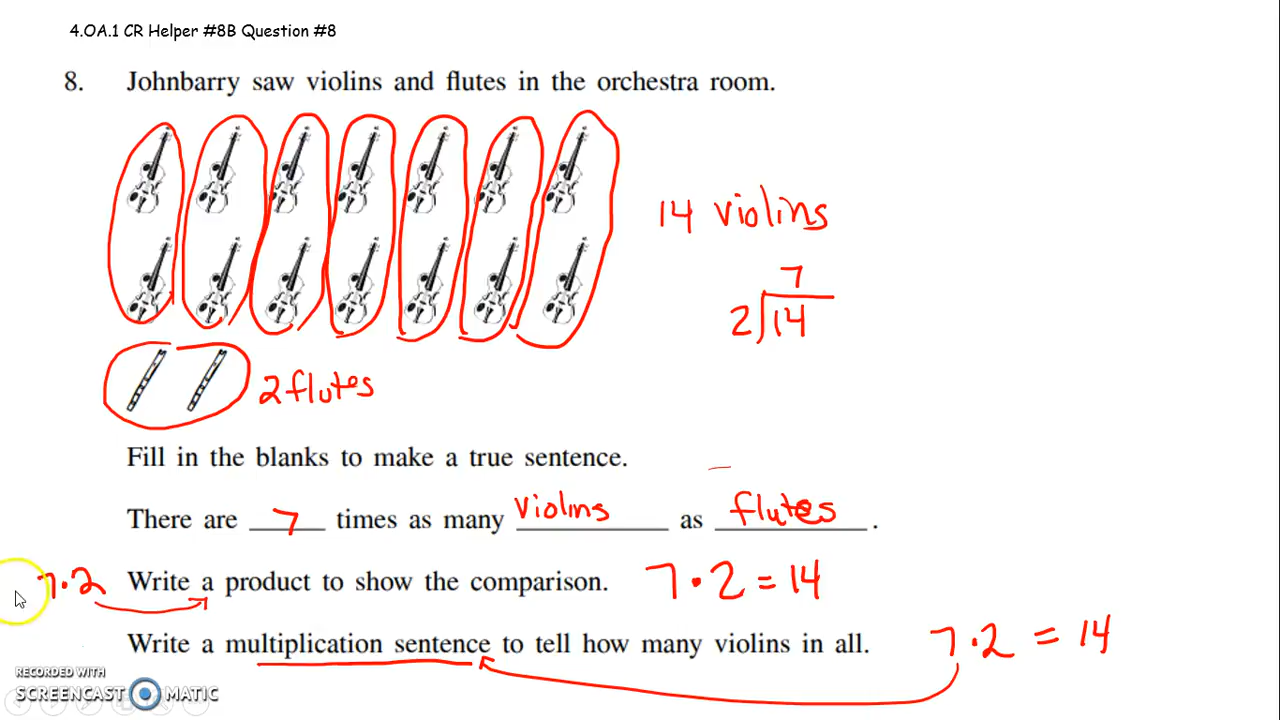 4.OA.1 CR Helper #8B Question #8
8. Johnbarry saw violins and flutes in the orchestra room.
14 violins
7
2 14
2 flutes
Fill in the blanks to make a true sentence.
There are 7 times as many violins as flutes.
7·2 Write a product to show the comparison. 7·2=14
Write a multiplication sentence to tell how many violins in all. 7·2=14
RECORDED WITH
SCREENCAST MATIC